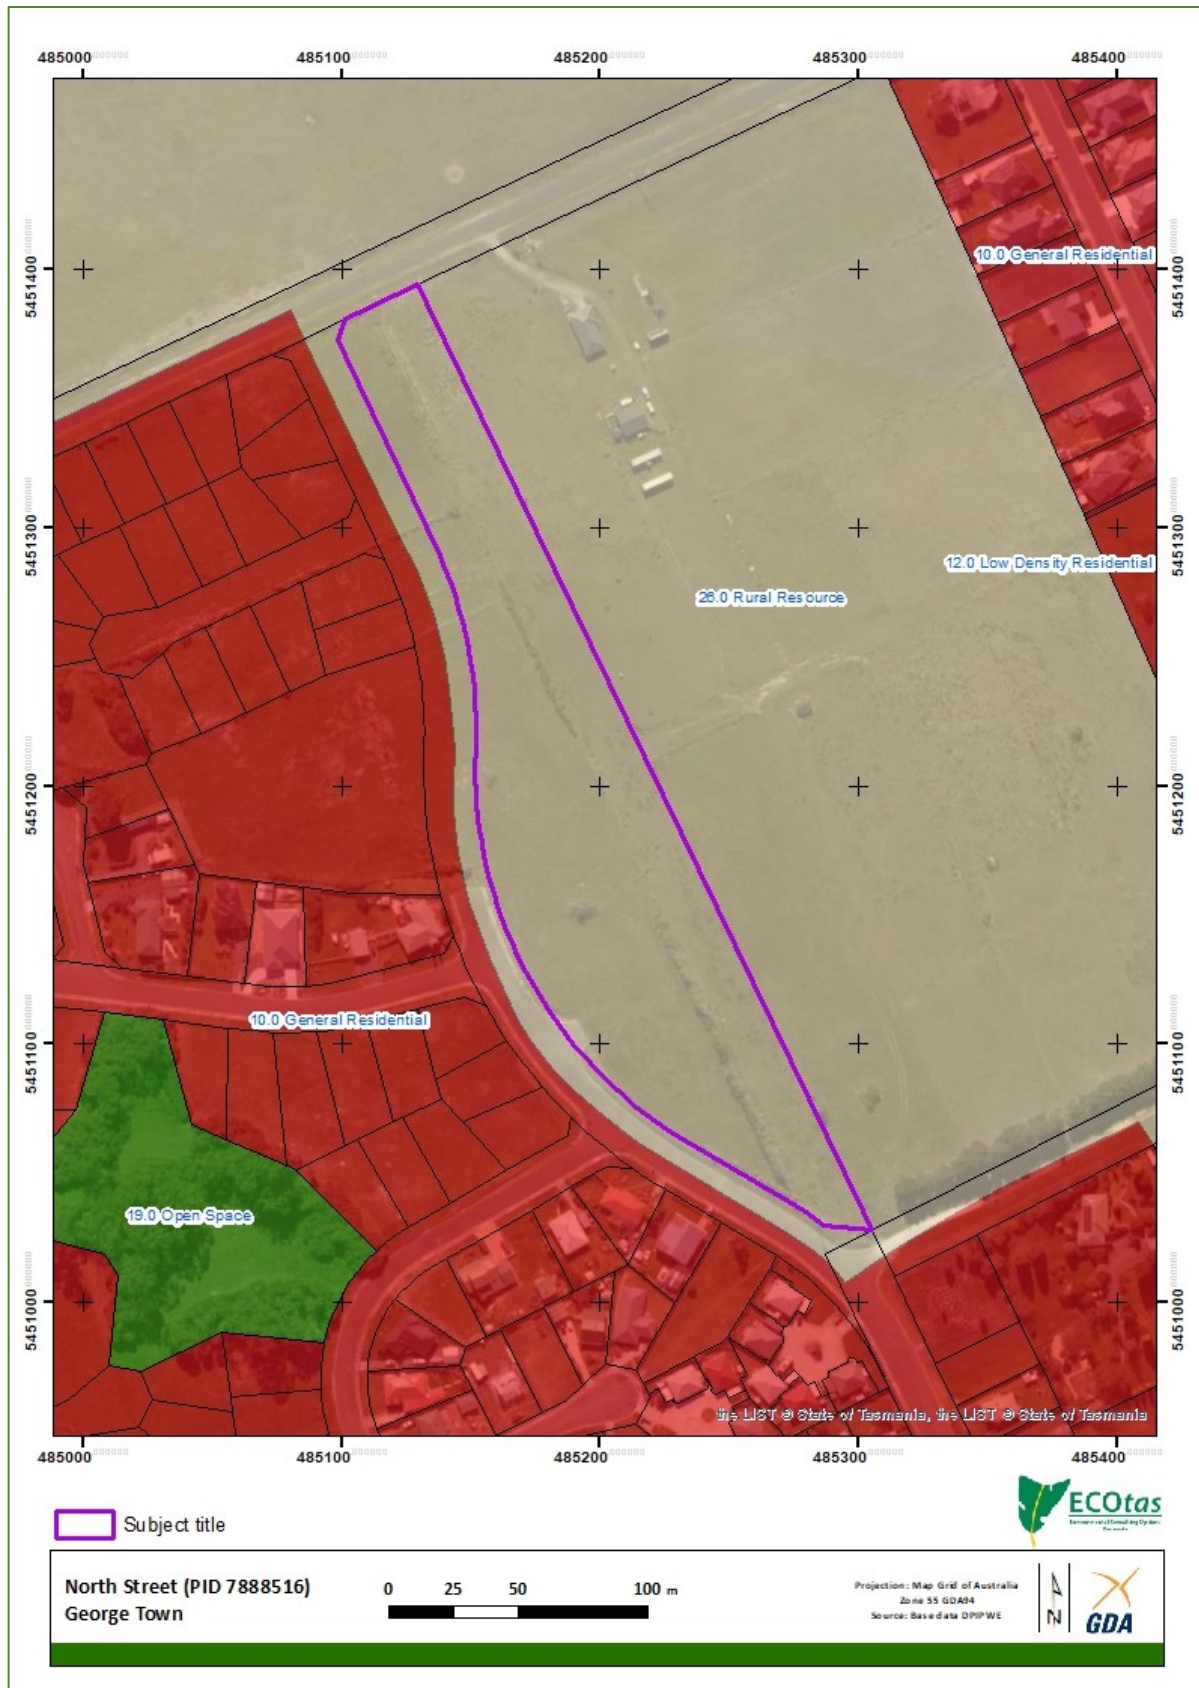 485000 485100 485200 485300 485400
5451400 5451400
10.0 General Residential
5451300 5451300
12.0 Low Density Residential
26.0 Rural Resource
5451200 5451200
5451100 5451100
10.0 General Residential
19.0 Open Space
5451000 5451000
the LIST © State of Tasmania, the LIST © State of Tasmania
485000 485100 485200 485300 485400
Subject title
ECOtas
North Street (PID 7888516)
George Town
0 25 50 100 m
Projection: Map Grid of Australia
Zone 55 GDA94
Source: Base data DPIPWE
N
GDA